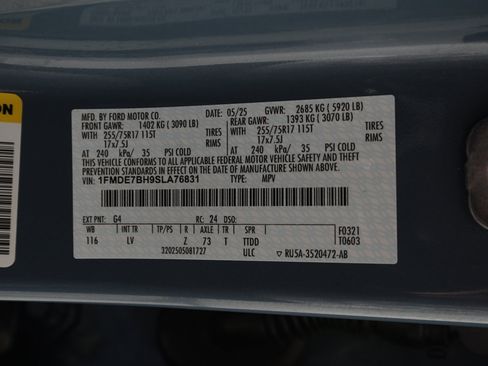 ON
MFD. BY FORD MOTOR CO. DATE: 05/25 GVWR: 2685 KG ( 5920 LB)
FRONT GAWR: 1402 KG ( 3090 LB) REAR GAWR: 1393 KG ( 3070 LB)
WITH 255/75R17 115T TIRES WITH 255/75R17 115T TIRES
17x7.5J RIMS 17x7.5J RIMS
AT 240 kPa/ 35 PSI COLD AT 240 kPa/ 35 PSI COLD
THIS VEHICLE CONFORMS TO ALL APPLICABLE FEDERAL MOTOR VEHICLE SAFETY, BUMPER,
AND THEFT PREVENTION STANDARDS IN EFFECT ON THE DATE OF MANUFACTURE SHOWN ABOVE.
VIN: 1FMDE7BH9SLA76831 TYPE: MPV
EXT PNT: G4 RC: 24 DSO: F0321
WB INT TR TP/PS R AXLE TR SPR T0603
116 LV Z 73 T TTDD
3202505081727 ULC RU5A-3520472-AB